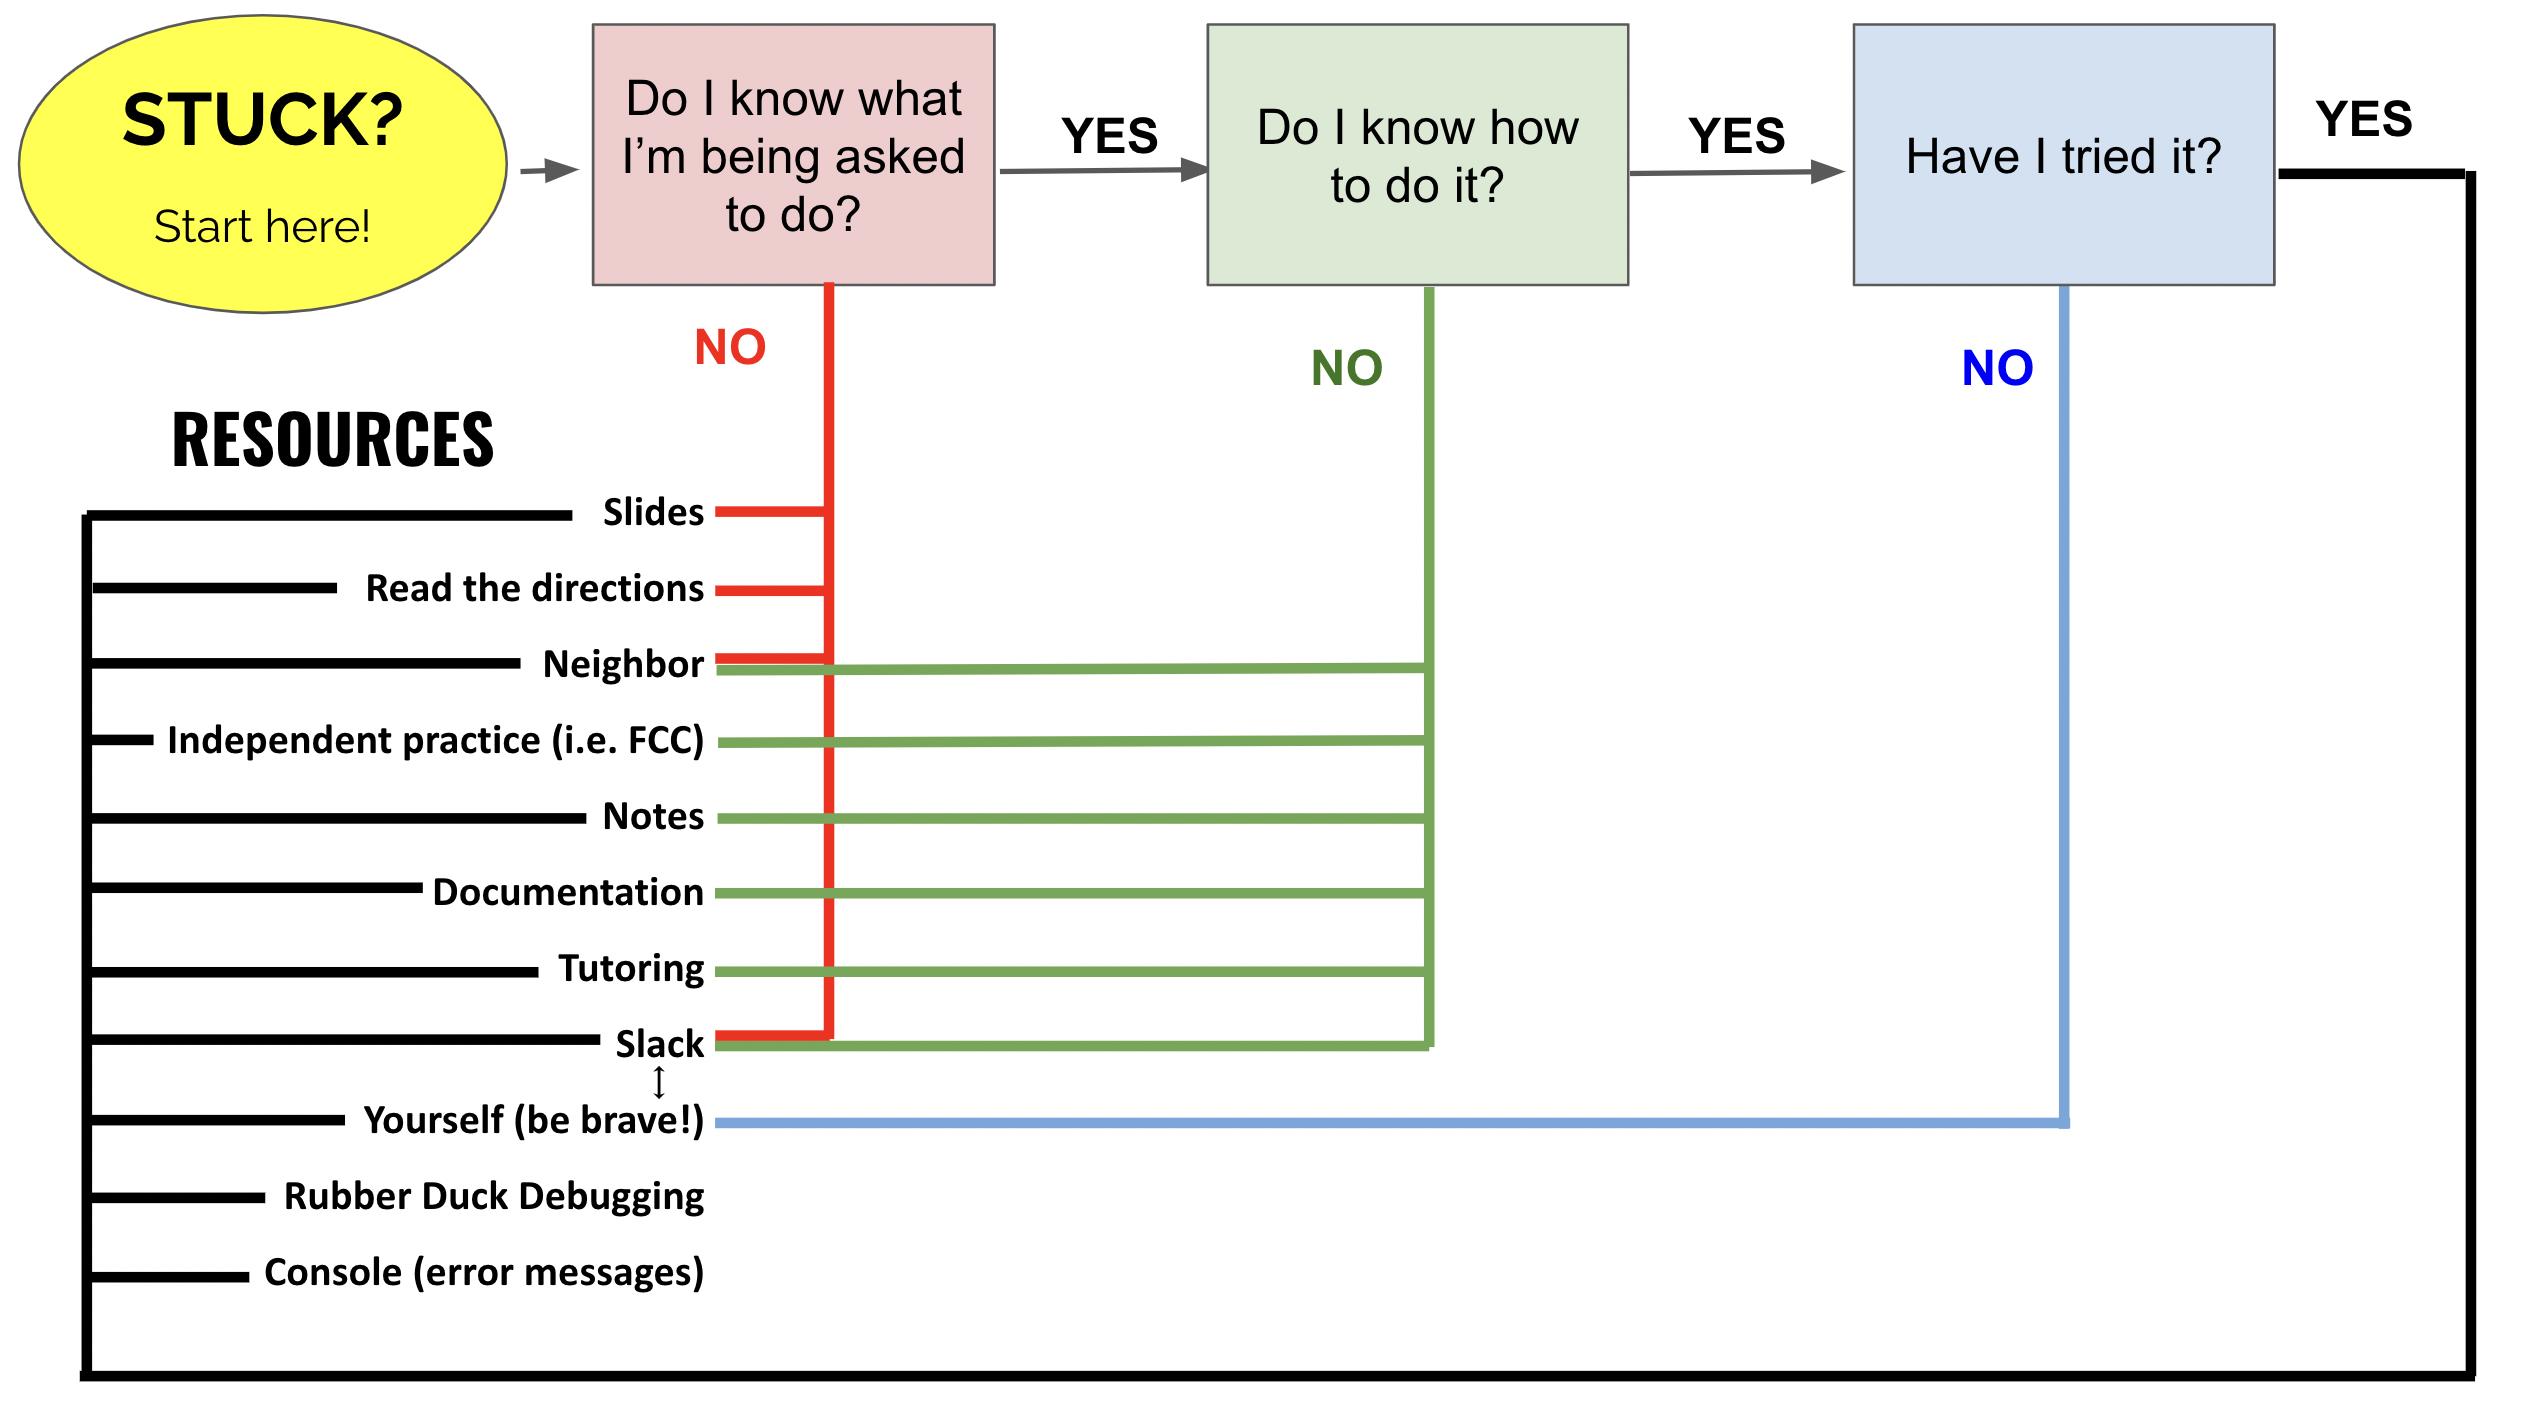 STUCK?
Start here!
Do I know what
I'm being asked
to do?
YES
Do I know how
to do it?
YES
Have I tried it?
YES
NO
NO
NO
RESOURCES
Slides
Read the directions
Neighbor
Independent practice (i.e. FCC)
Notes
Documentation
Tutoring
Slack
Yourself (be brave!)
Rubber Duck Debugging
Console (error messages)